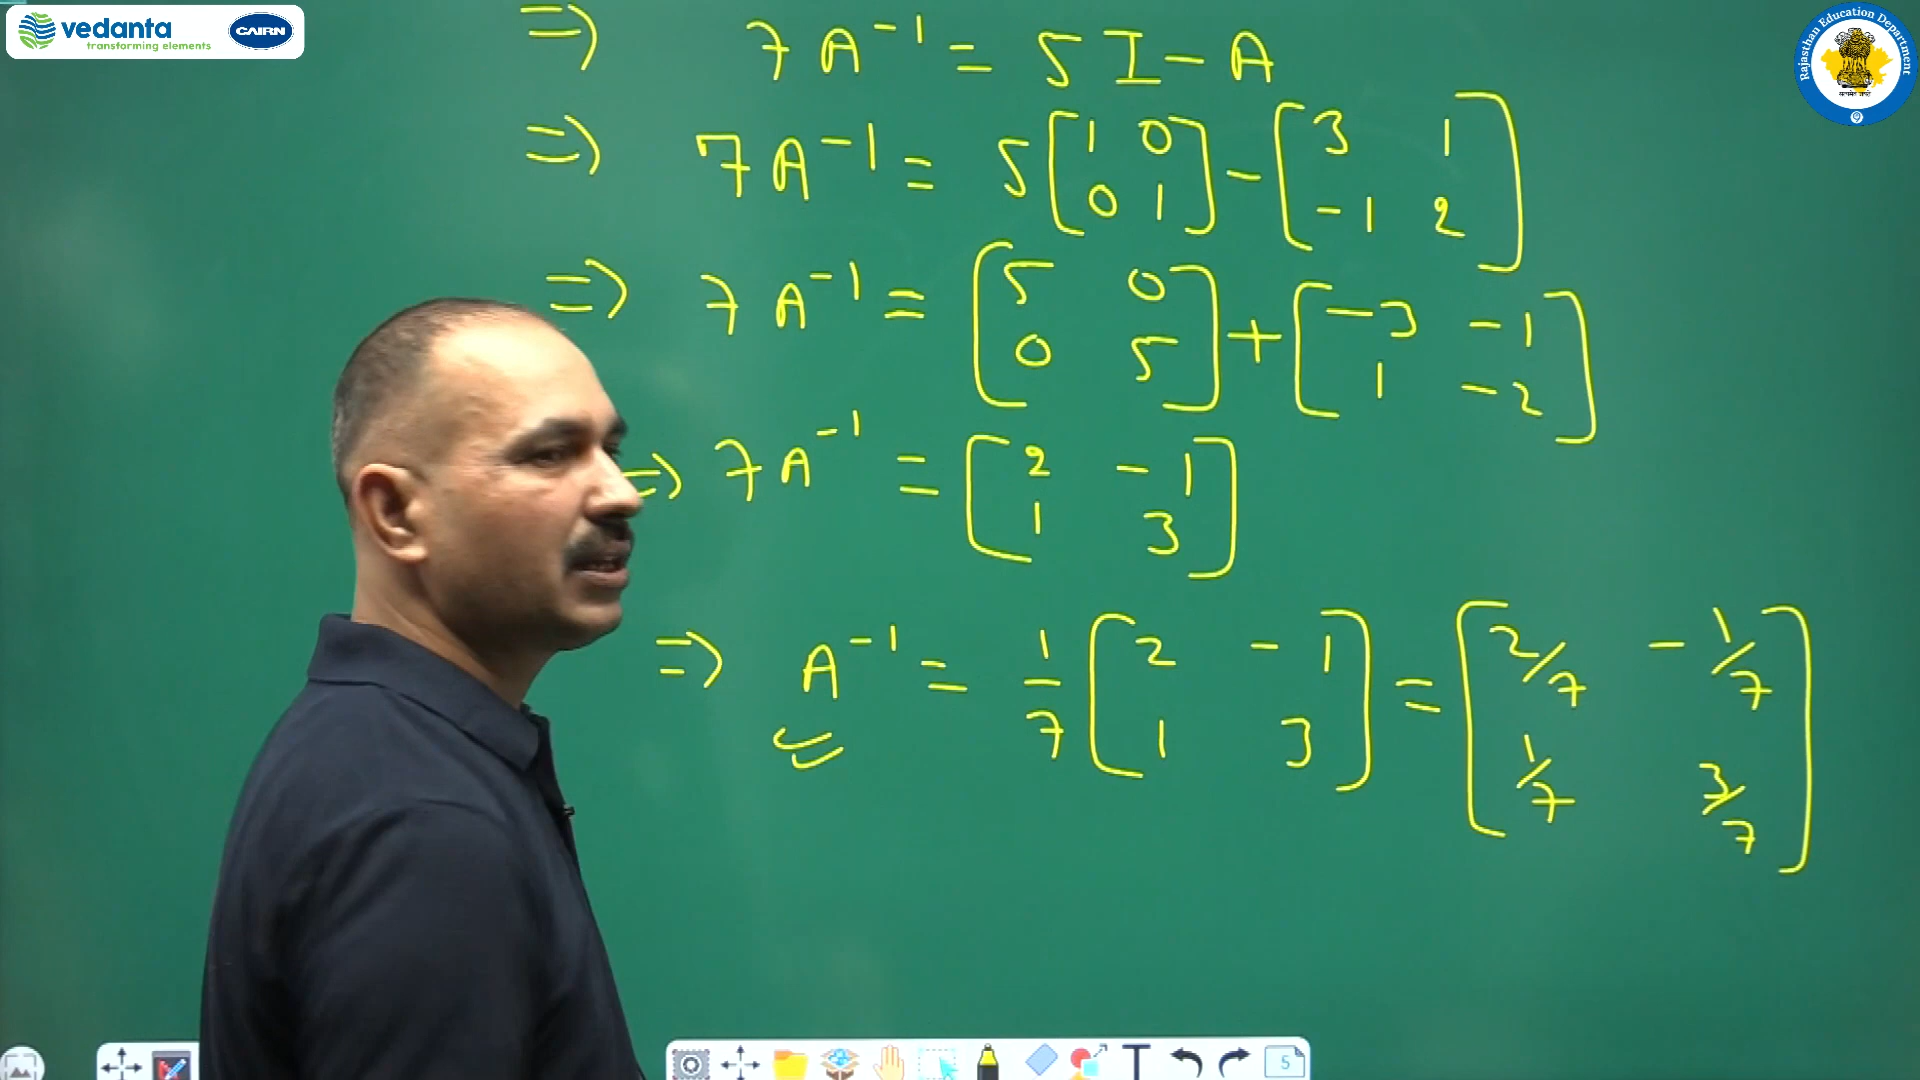 vedanta
transforming elements
CAIRN
Rajasthan Education Department
⇒ 7A⁻¹ = 5I - A
⇒ 7A⁻¹ = 5 [1 0; 0 1] - [3 1; -1 2]
⇒ 7A⁻¹ = [5 0; 0 5] + [-3 -1; 1 -2]
⇒ 7A⁻¹ = [2 -1; 1 3]
⇒ A⁻¹ = 1/7 [2 -1; 1 3] = [2/7 -1/7; 1/7 3/7]
T 5